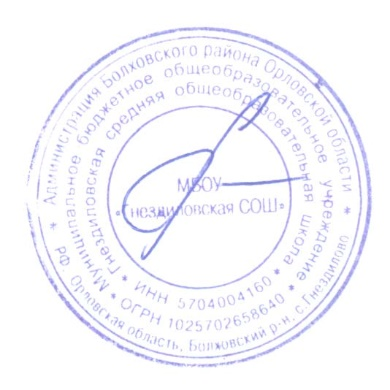 * Администрация Болховского района Орловской области *
РФ, Орловская область, Болховский р-н, с.Гнездилово
Муниципальное бюджетное общеобразовательное учреждение
* Гнездиловская средняя общеобразовательная школа *
* ИНН 5704004160 *
ОГРН 1025702658640
МБОУ
«Гнездиловская СОШ»